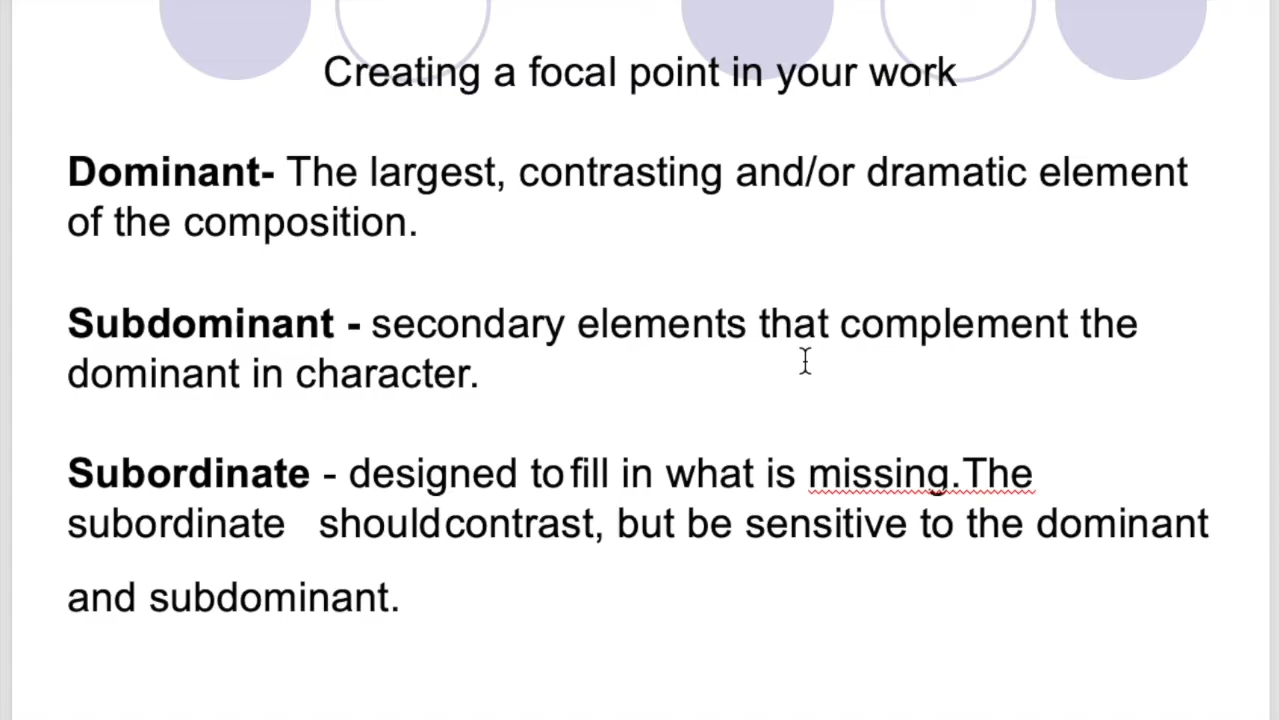 Creating a focal point in your work
Dominant- The largest, contrasting and/or dramatic element
of the composition.
Subdominant - secondary elements that complement the
dominant in character.
Subordinate - designed to fill in what is missing.The
subordinate should contrast, but be sensitive to the dominant
and subdominant.